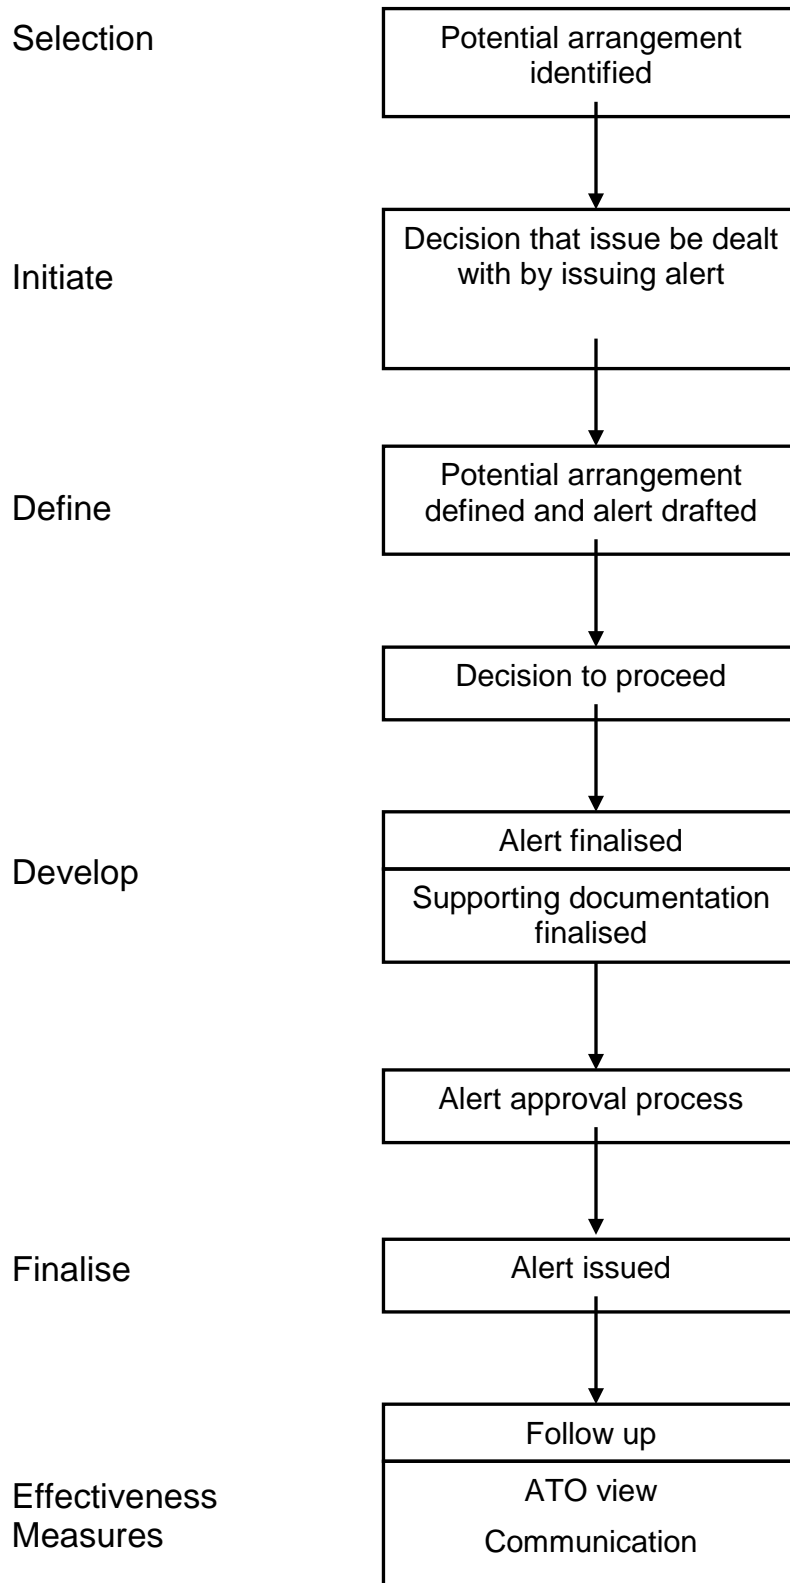 Selection
Potential arrangement
identified
Initiate
Decision that issue be dealt
with by issuing alert
Define
Potential arrangement
defined and alert drafted
Decision to proceed
Develop
Alert finalised
Supporting documentation
finalised
Alert approval process
Finalise
Alert issued
Follow up
Effectiveness
Measures
ATO view
Communication